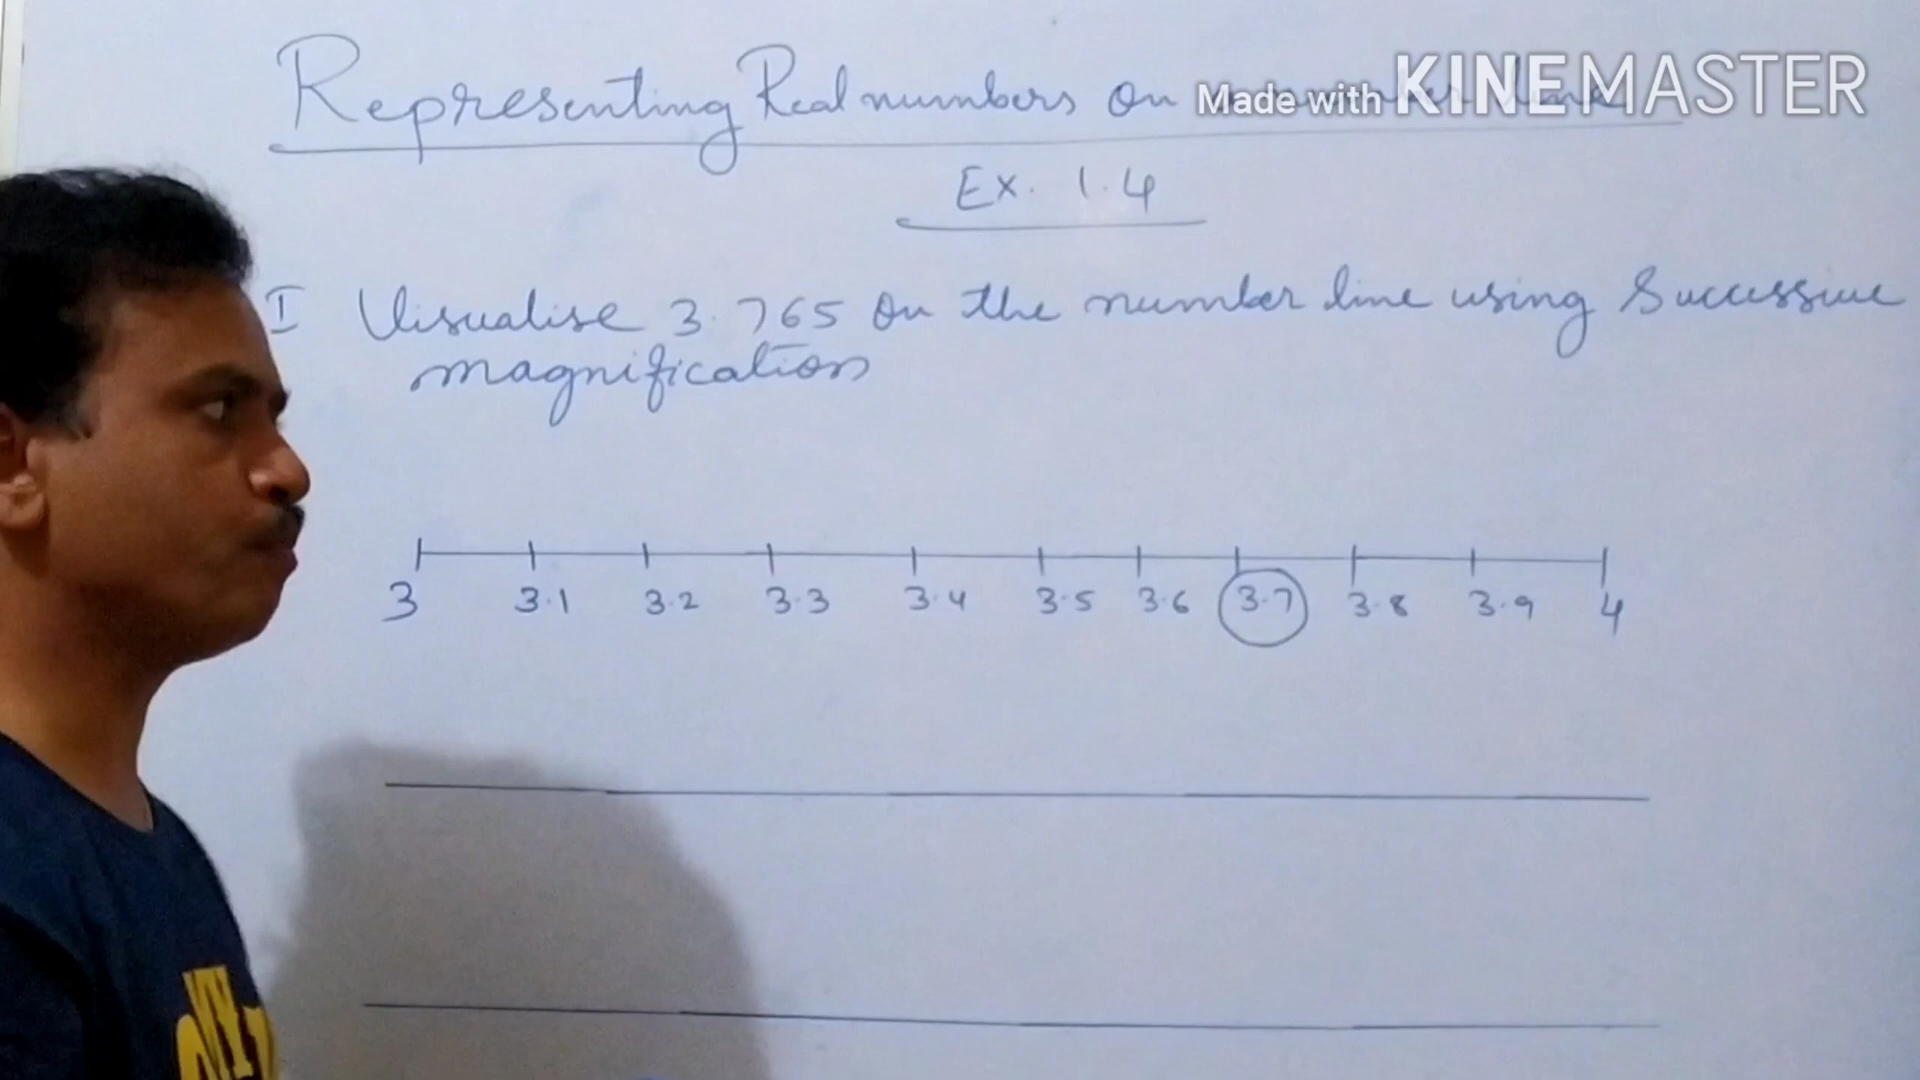 Representing Real numbers on
Made with KINEMASTER
Ex. 1.4
I Visualise 3.765 on the number line using Successive
magnification
3 3.1 3.2 3.3 3.4 3.5 3.6 3.7 3.8 3.9 4